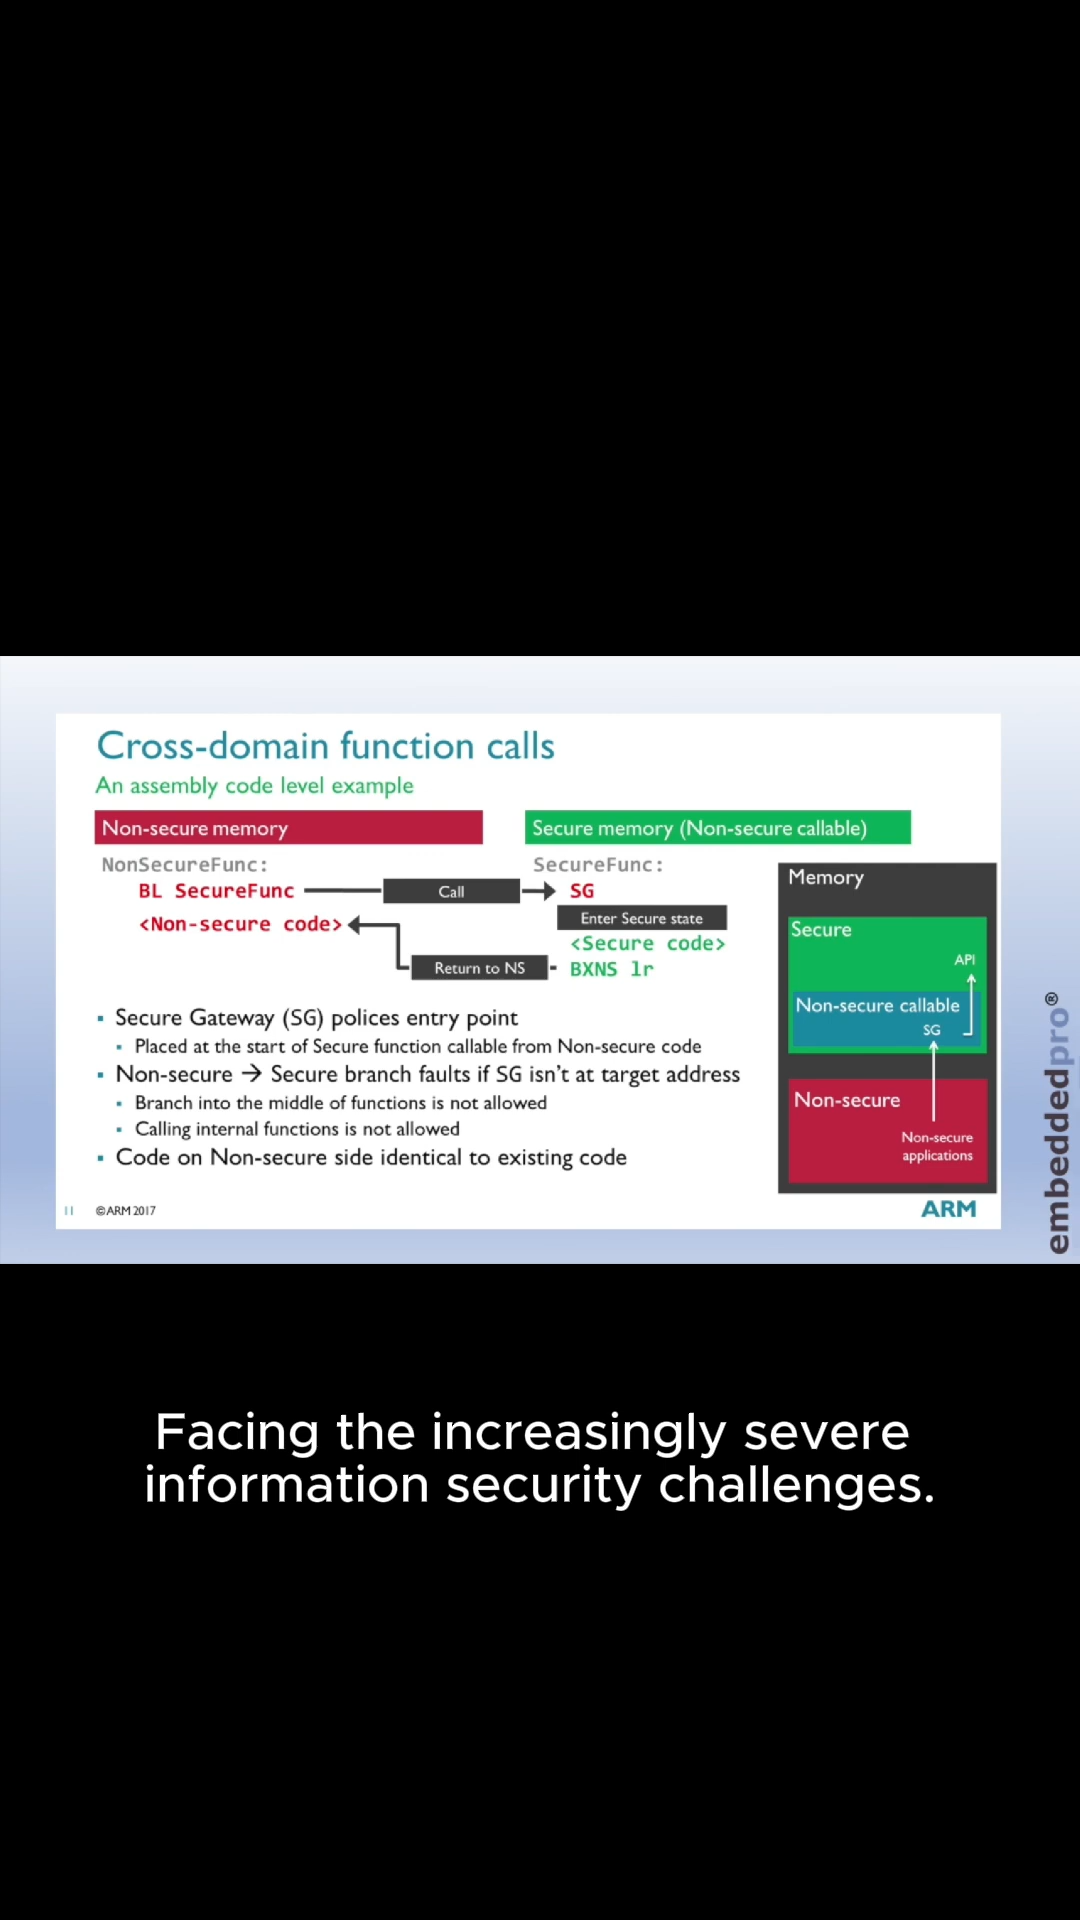 Cross-domain function calls
An assembly code level example
Non-secure memory
Secure memory (Non-secure callable)
NonSecureFunc:
SecureFunc:
BL SecureFunc
Call
SG
Enter Secure state
<Non-secure code>
<Secure code>
Return to NS
BXNS lr
▪ Secure Gateway (SG) polices entry point
▪ Placed at the start of Secure function callable from Non-secure code
▪ Non-secure → Secure branch faults if SG isn't at target address
▪ Branch into the middle of functions is not allowed
▪ Calling internal functions is not allowed
▪ Code on Non-secure side identical to existing code
Memory
Secure
API
Non-secure callable
SG
Non-secure
Non-secure
applications
11
©ARM 2017
ARM
embeddedpro®
Facing the increasingly severe
information security challenges.